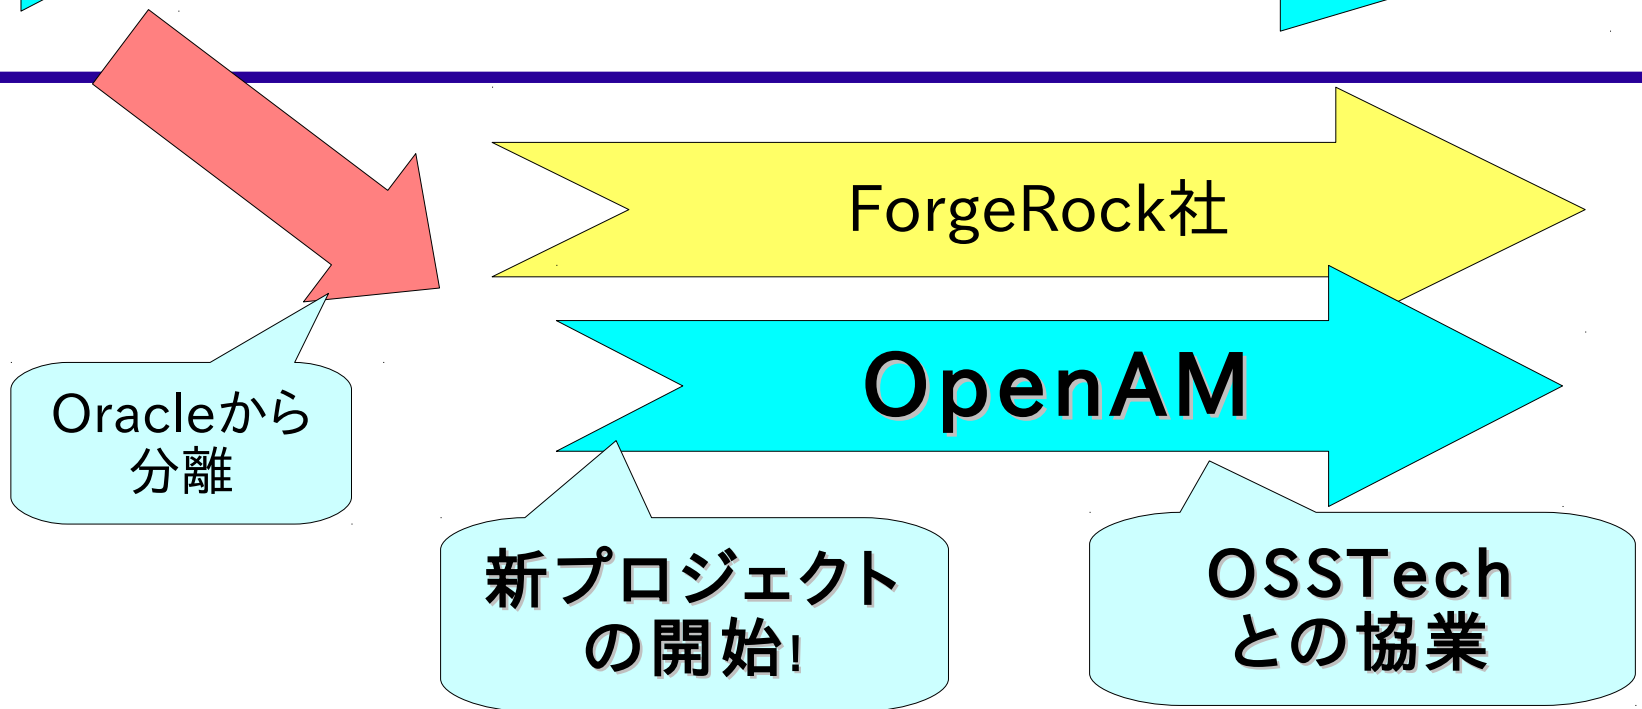 ForgeRock社
OpenAM
Oracleから
分離
新プロジェクト
の開始!
OSSTech
との協業